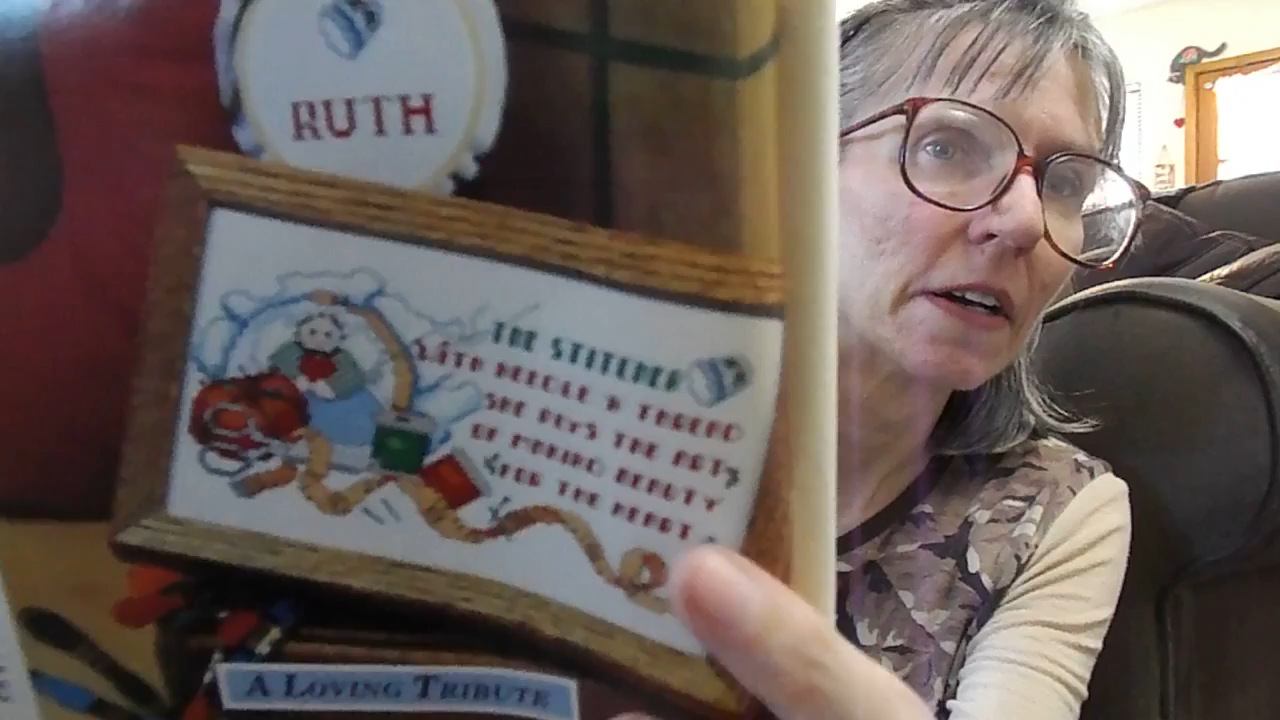 RUTH
THE STITCHER
WITH NEEDLE & THREAD
SHE PLYS THE ARTS
OF MAKING BEAUTY
FOR THE HEART
A LOVING TRIBUTE